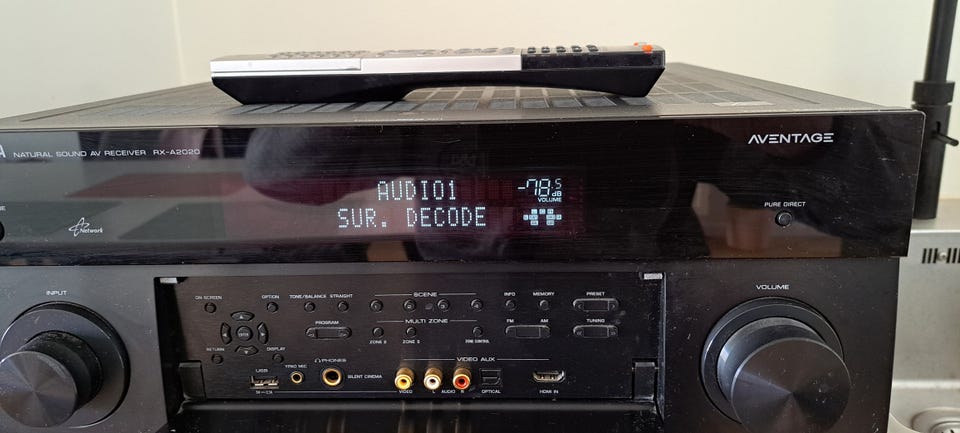 A NATURAL SOUND AV RECEIVER RX-A2020
AVENTAGE
AUDIO1
-78.5
dB
VOLUME
SUR. DECODE
Network
PURE DIRECT
INPUT
VOLUME
ON SCREEN
OPTION
TONE/BALANCE
STRAIGHT
SCENE
INFO
MEMORY
PRESET
ENTER
PROGRAM
MULTI ZONE
FM
AM
TUNING
ZONE 2
ZONE 3
ZONE CONTROL
RETURN
DISPLAY
VIDEO AUX
USB
YPAO MIC
PHONES
SILENT CINEMA
VIDEO
L AUDIO R
OPTICAL
HDMI IN